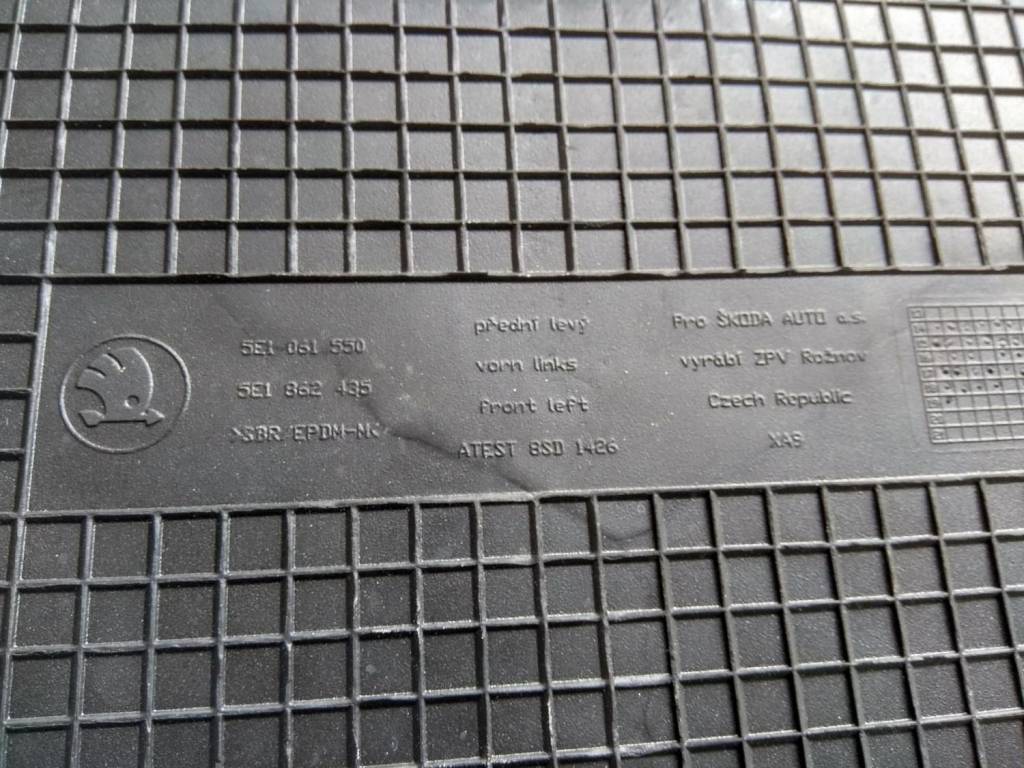 5E1 061 550
5E1 862 435
>SBR/EPDM-NK<
přední levý
vorn links
front left
ATEST 8SD 1426
Pro ŠKODA AUTO a.s.
vyrábí ZPV Rožnov
Czech Republic